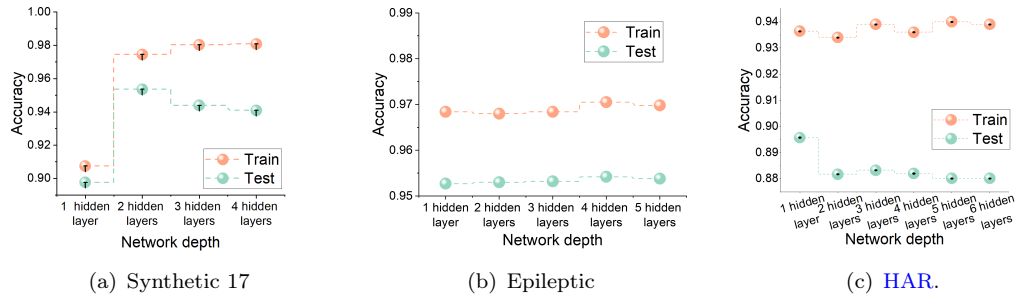 1.00
0.98
0.96
0.94
0.92
0.90
Accuracy
Train
Test
1 hidden layer
2 hidden layers
3 hidden layers
4 hidden layers
Network depth
(a) Synthetic 17
0.99
0.98
0.97
0.96
0.95
Accuracy
Train
Test
1 hidden layer
2 hidden layers
3 hidden layers
4 hidden layers
5 hidden layers
Network depth
(b) Epileptic
0.94
0.93
0.92
0.91
0.90
0.89
0.88
Accuracy
Train
Test
1 hidden layer
2 hidden layers
3 hidden layers
4 hidden layers
5 hidden layers
6 hidden layers
Network depth
(c) HAR.